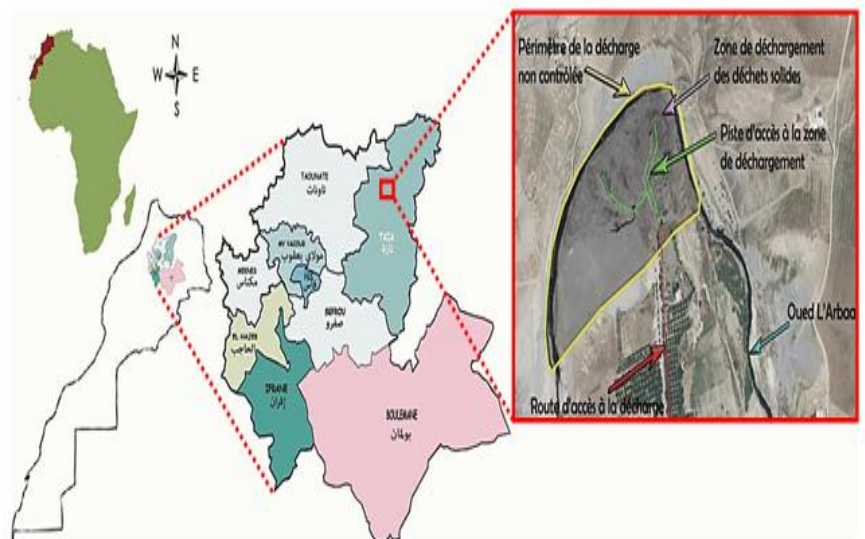 N
W E
S
TAOUNATE
تاونات
TAZA
تازة
MY YACOUB
مولاي يعقوب
MEKNES
مكناس
SEFROU
صفرو
EL HAJEB
الحاجب
IFRANE
إفران
BOULEMANE
بولمان
Périmètre de la décharge
non contrôlée
Zone de déchargement
des déchets solides
Piste d'accès à la zone
de déchargement
Oued L'Arbaa
Route d'accès à la décharge